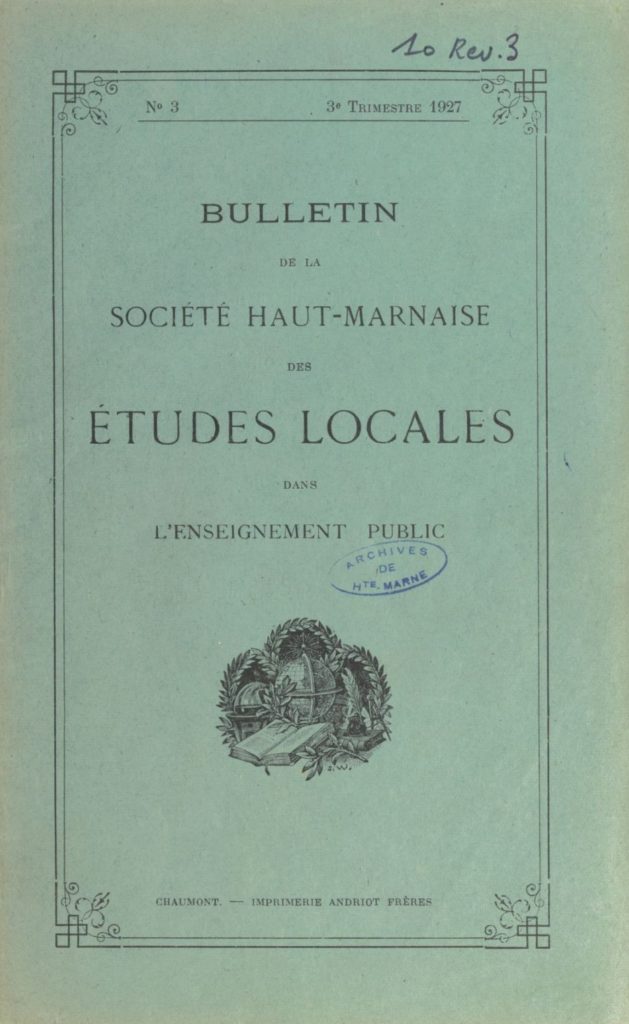 10 Rev. 3
Nº 3 3e TRIMESTRE 1927
BULLETIN
DE LA
SOCIÉTÉ HAUT-MARNAISE
DES
ÉTUDES LOCALES
DANS
L'ENSEIGNEMENT PUBLIC
ARCHIVES
DE
HTE. MARNE
S.W.
CHAUMONT. — IMPRIMERIE ANDRIOT FRÈRES